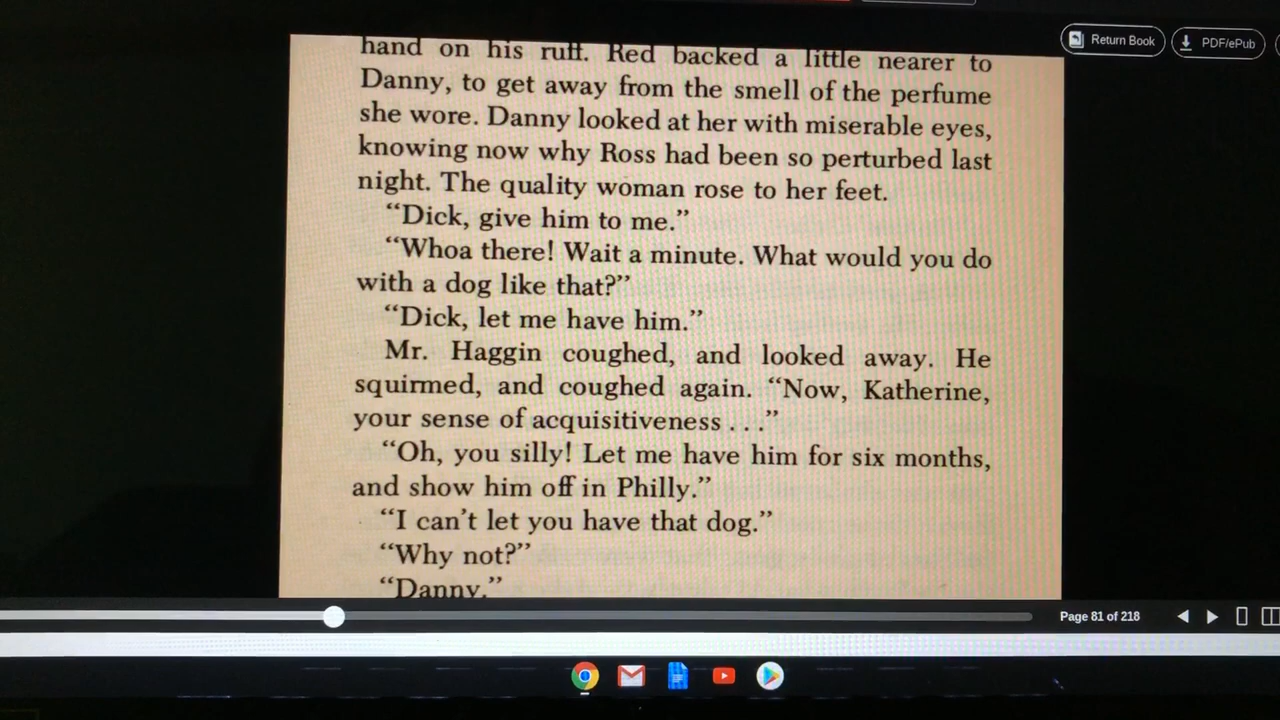 Return Book
PDF/ePub
hand on his ruff. Red backed a little nearer to
Danny, to get away from the smell of the perfume
she wore. Danny looked at her with miserable eyes,
knowing now why Ross had been so perturbed last
night. The quality woman rose to her feet.
“Dick, give him to me.”
“Whoa there! Wait a minute. What would you do
with a dog like that?”
“Dick, let me have him.”
Mr. Haggin coughed, and looked away. He
squirmed, and coughed again. “Now, Katherine,
your sense of acquisitiveness . . .”
“Oh, you silly! Let me have him for six months,
and show him off in Philly.”
“I can’t let you have that dog.”
“Why not?”
“Danny.”
Page 81 of 218